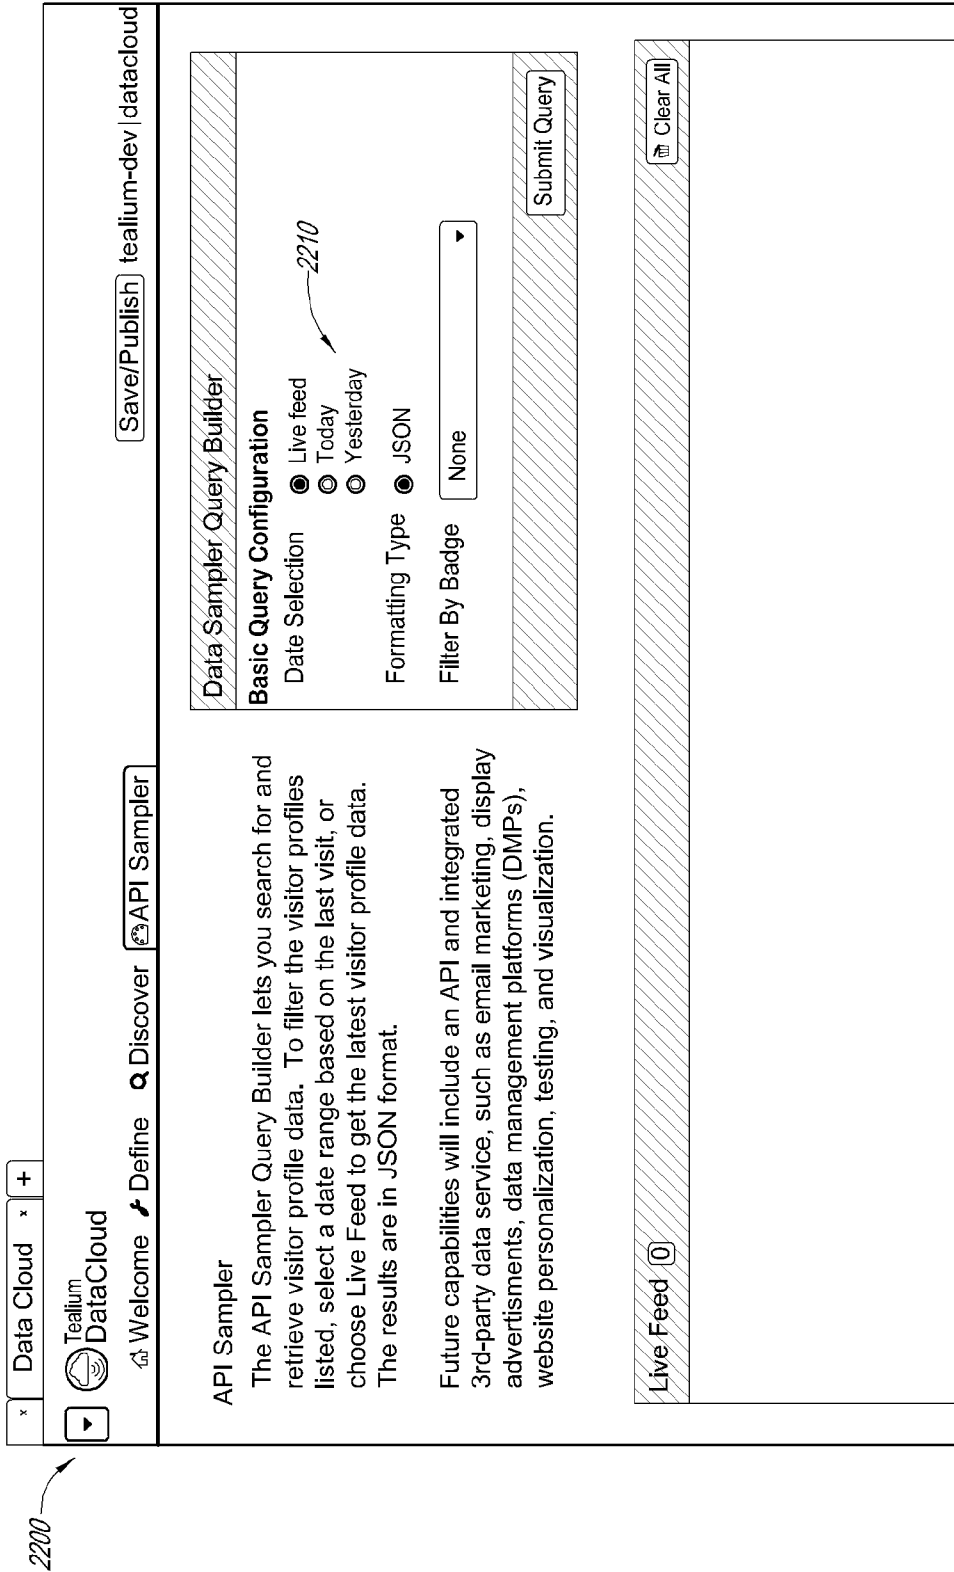 2200
x
Data Cloud x
+
Tealium
DataCloud
Save/Publish tealium-dev|datacloud
Welcome Define Discover API Sampler
API Sampler
The API Sampler Query Builder lets you search for and
retrieve visitor profile data. To filter the visitor profiles
listed, select a date range based on the last visit, or
choose Live Feed to get the latest visitor profile data.
The results are in JSON format.
Future capabilities will include an API and integrated
3rd-party data service, such as email marketing, display
advertisments, data management platforms (DMPs),
website personalization, testing, and visualization.
Data Sampler Query Builder
Basic Query Configuration
Date Selection Live feed
Today
Yesterday
2210
Formatting Type JSON
Filter By Badge None
Submit Query
Live Feed 0 Clear All